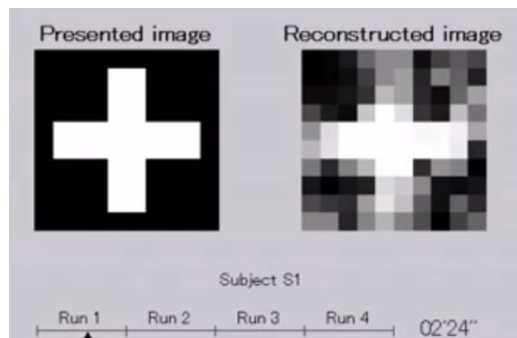 Presented image Reconstructed image
Subject S1
Run 1 Run 2 Run 3 Run 4 02'24"